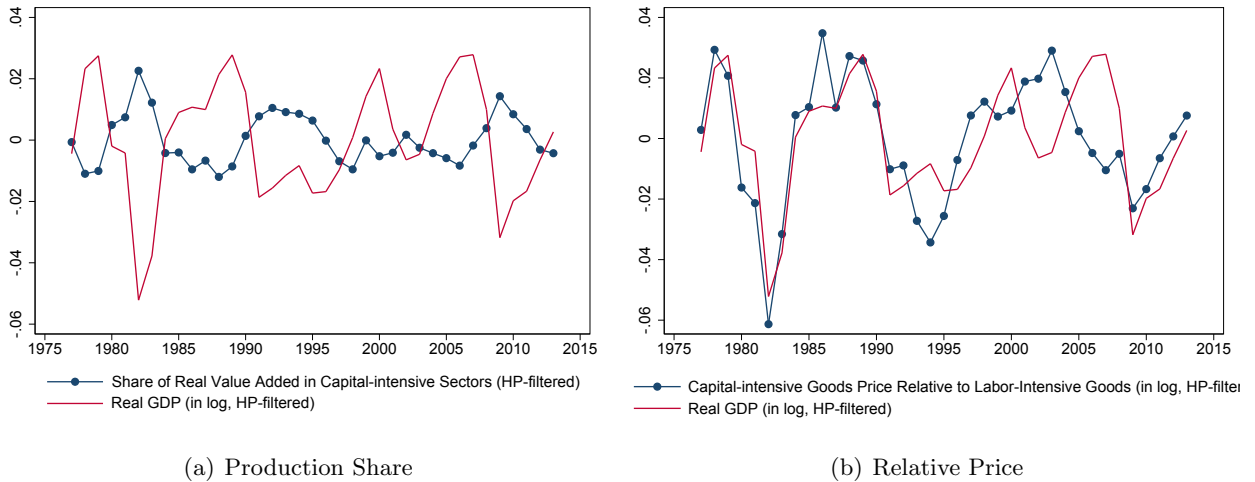 .04
.02
0
-.02
-.04
-.06
1975 1980 1985 1990 1995 2000 2005 2010 2015
Share of Real Value Added in Capital-intensive Sectors (HP-filtered)
Real GDP (in log, HP-filtered)
(a) Production Share
.04
.02
0
-.02
-.04
-.06
1975 1980 1985 1990 1995 2000 2005 2010 2015
Capital-intensive Goods Price Relative to Labor-Intensive Goods (in log, HP-filter
Real GDP (in log, HP-filtered)
(b) Relative Price